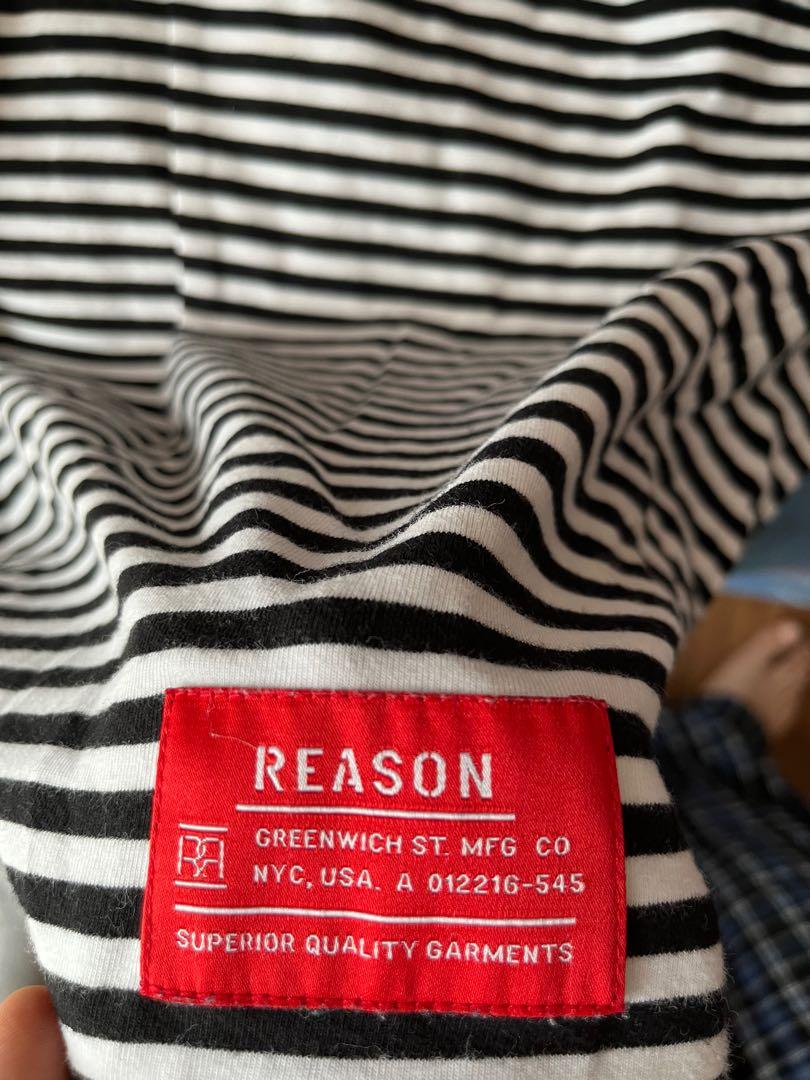 REASON
GREENWICH ST. MFG CO
NYC, USA. A 012216-545
SUPERIOR QUALITY GARMENTS